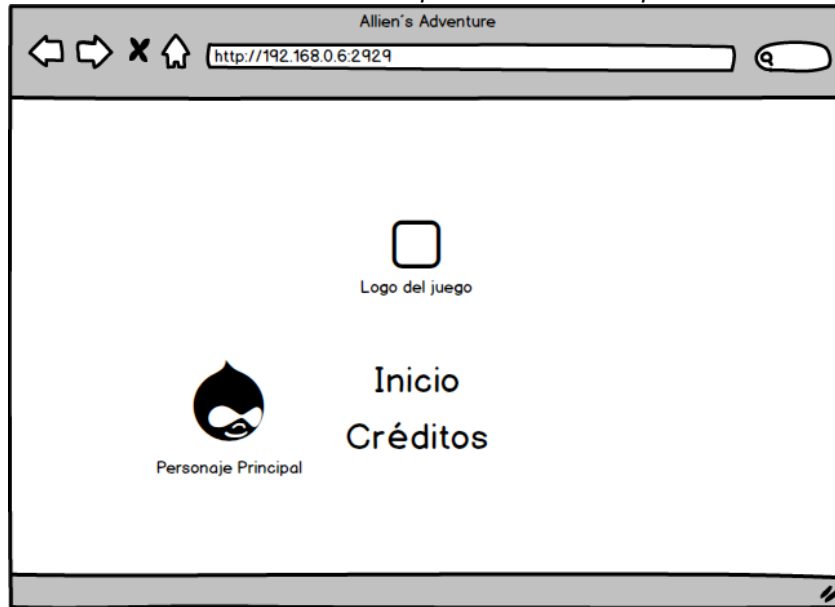 Allien´s Adventure
http://192.168.0.6:2929
Logo del juego
Inicio
Créditos
Personaje Principal